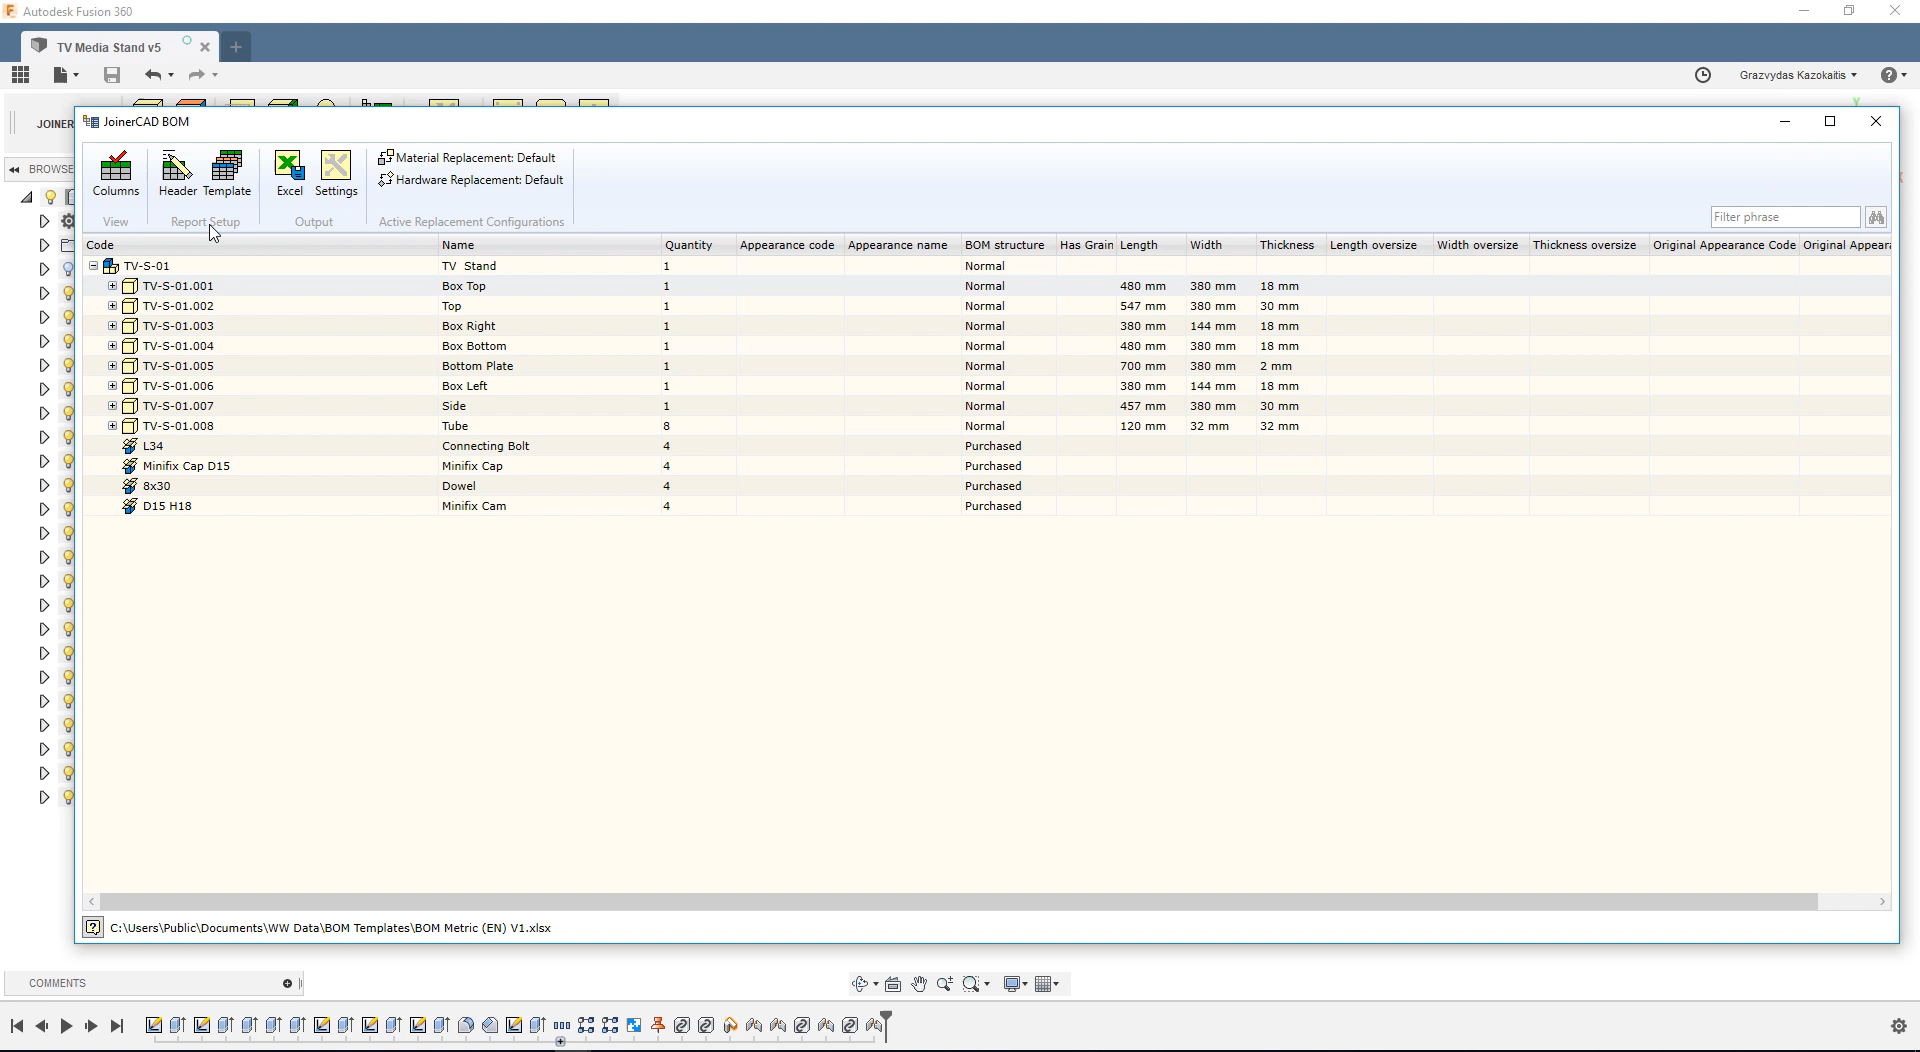 Autodesk Fusion 360
TV Media Stand v5
Grazvydas Kazokaitis
JOINER
JoinerCAD BOM
BROWSE
Columns
Header
Template
Excel
Settings
Material Replacement: Default
Hardware Replacement: Default
View
Report Setup
Output
Active Replacement Configurations
Filter phrase
Code Name Quantity Appearance code Appearance name BOM structure Has Grain Length Width Thickness Length oversize Width oversize Thickness oversize Original Appearance Code Original Appear
TV-S-01 TV Stand 1 Normal
TV-S-01.001 Box Top 1 Normal 480 mm 380 mm 18 mm
TV-S-01.002 Top 1 Normal 547 mm 380 mm 30 mm
TV-S-01.003 Box Right 1 Normal 380 mm 144 mm 18 mm
TV-S-01.004 Box Bottom 1 Normal 480 mm 380 mm 18 mm
TV-S-01.005 Bottom Plate 1 Normal 700 mm 380 mm 2 mm
TV-S-01.006 Box Left 1 Normal 380 mm 144 mm 18 mm
TV-S-01.007 Side 1 Normal 457 mm 380 mm 30 mm
TV-S-01.008 Tube 8 Normal 120 mm 32 mm 32 mm
L34 Connecting Bolt 4 Purchased
Minifix Cap D15 Minifix Cap 4 Purchased
8x30 Dowel 4 Purchased
D15 H18 Minifix Cam 4 Purchased
C:\Users\Public\Documents\WW Data\BOM Templates\BOM Metric (EN) V1.xlsx
COMMENTS